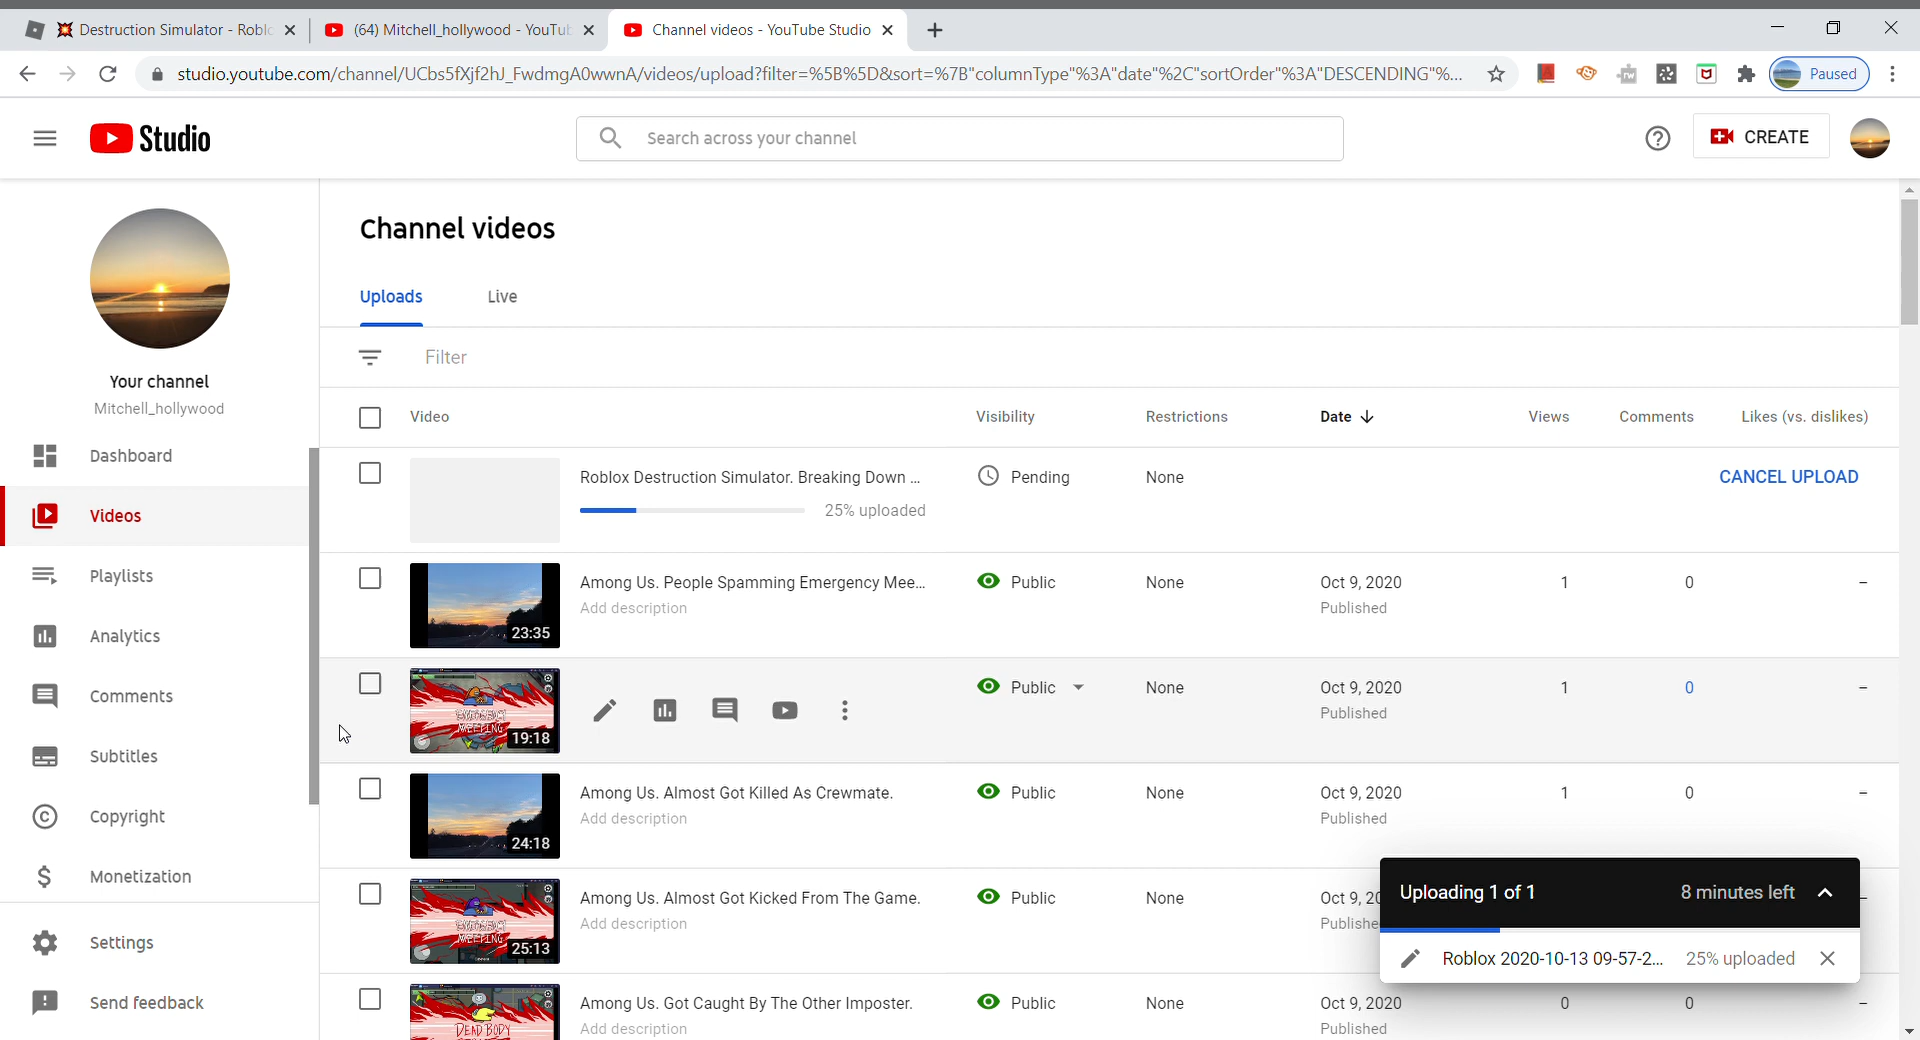 Destruction Simulator - Roblo
(64) Mitchell_hollywood - YouTub
Channel videos - YouTube Studio
studio.youtube.com/channel/UCbs5fXjf2hJ_FwdmgA0wwnA/videos/upload?filter=%5B%5D&sort=%7B"columnType"%3A"date"%2C"sortOrder"%3A"DESCENDING"%...
Paused
Studio
Search across your channel
CREATE
Your channel
Mitchell_hollywood
Dashboard
Videos
Playlists
Analytics
Comments
Subtitles
Copyright
Monetization
Settings
Send feedback
Channel videos
Uploads Live
Filter
Video Visibility Restrictions Date Views Comments Likes (vs. dislikes)
Roblox Destruction Simulator. Breaking Down ... Pending None CANCEL UPLOAD
25% uploaded
Among Us. People Spamming Emergency Mee... Public None Oct 9, 2020 1 0 –
Add description Published
23:35
Public None Oct 9, 2020 1 0 –
Published
EMERGENCY
MEETING
19:18
Among Us. Almost Got Killed As Crewmate. Public None Oct 9, 2020 1 0 –
Add description Published
24:18
Among Us. Almost Got Kicked From The Game. Public None Oct 9, 20 –
Add description Publishe
EMERGENCY
MEETING
25:13
Among Us. Got Caught By The Other Imposter. Public None Oct 9, 2020 0 0 –
Add description Published
DEAD BODY
Uploading 1 of 1 8 minutes left
Roblox 2020-10-13 09-57-2... 25% uploaded